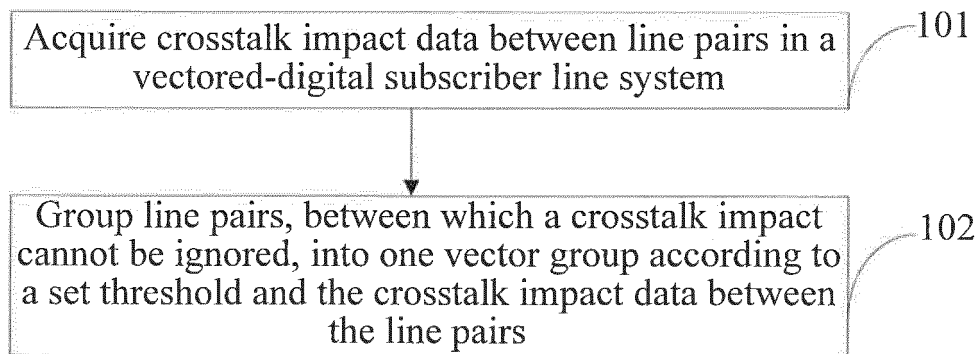 Acquire crosstalk impact data between line pairs in a
vectored-digital subscriber line system
101
Group line pairs, between which a crosstalk impact
cannot be ignored, into one vector group according to
a set threshold and the crosstalk impact data between
the line pairs
102